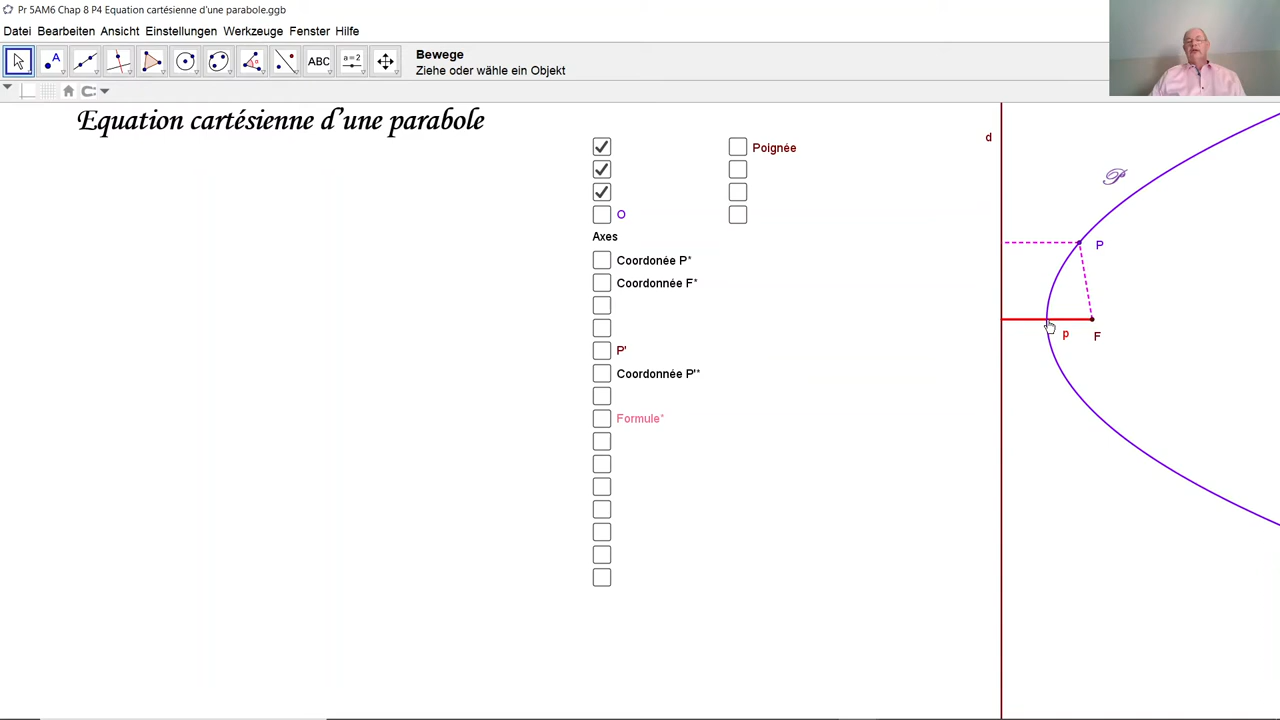 Pr 5AM6 Chap 8 P4 Equation cartésienne d'une parabole.ggb
Datei Bearbeiten Ansicht Einstellungen Werkzeuge Fenster Hilfe
A
α
ABC
a=2
Bewege
Ziehe oder wähle ein Objekt
Equation cartésienne d'une parabole
d
Poignée
𝒫
O
Axes
P
Coordonée P*
Coordonnée F*
p
F
P'
Coordonnée P'*
Formule*